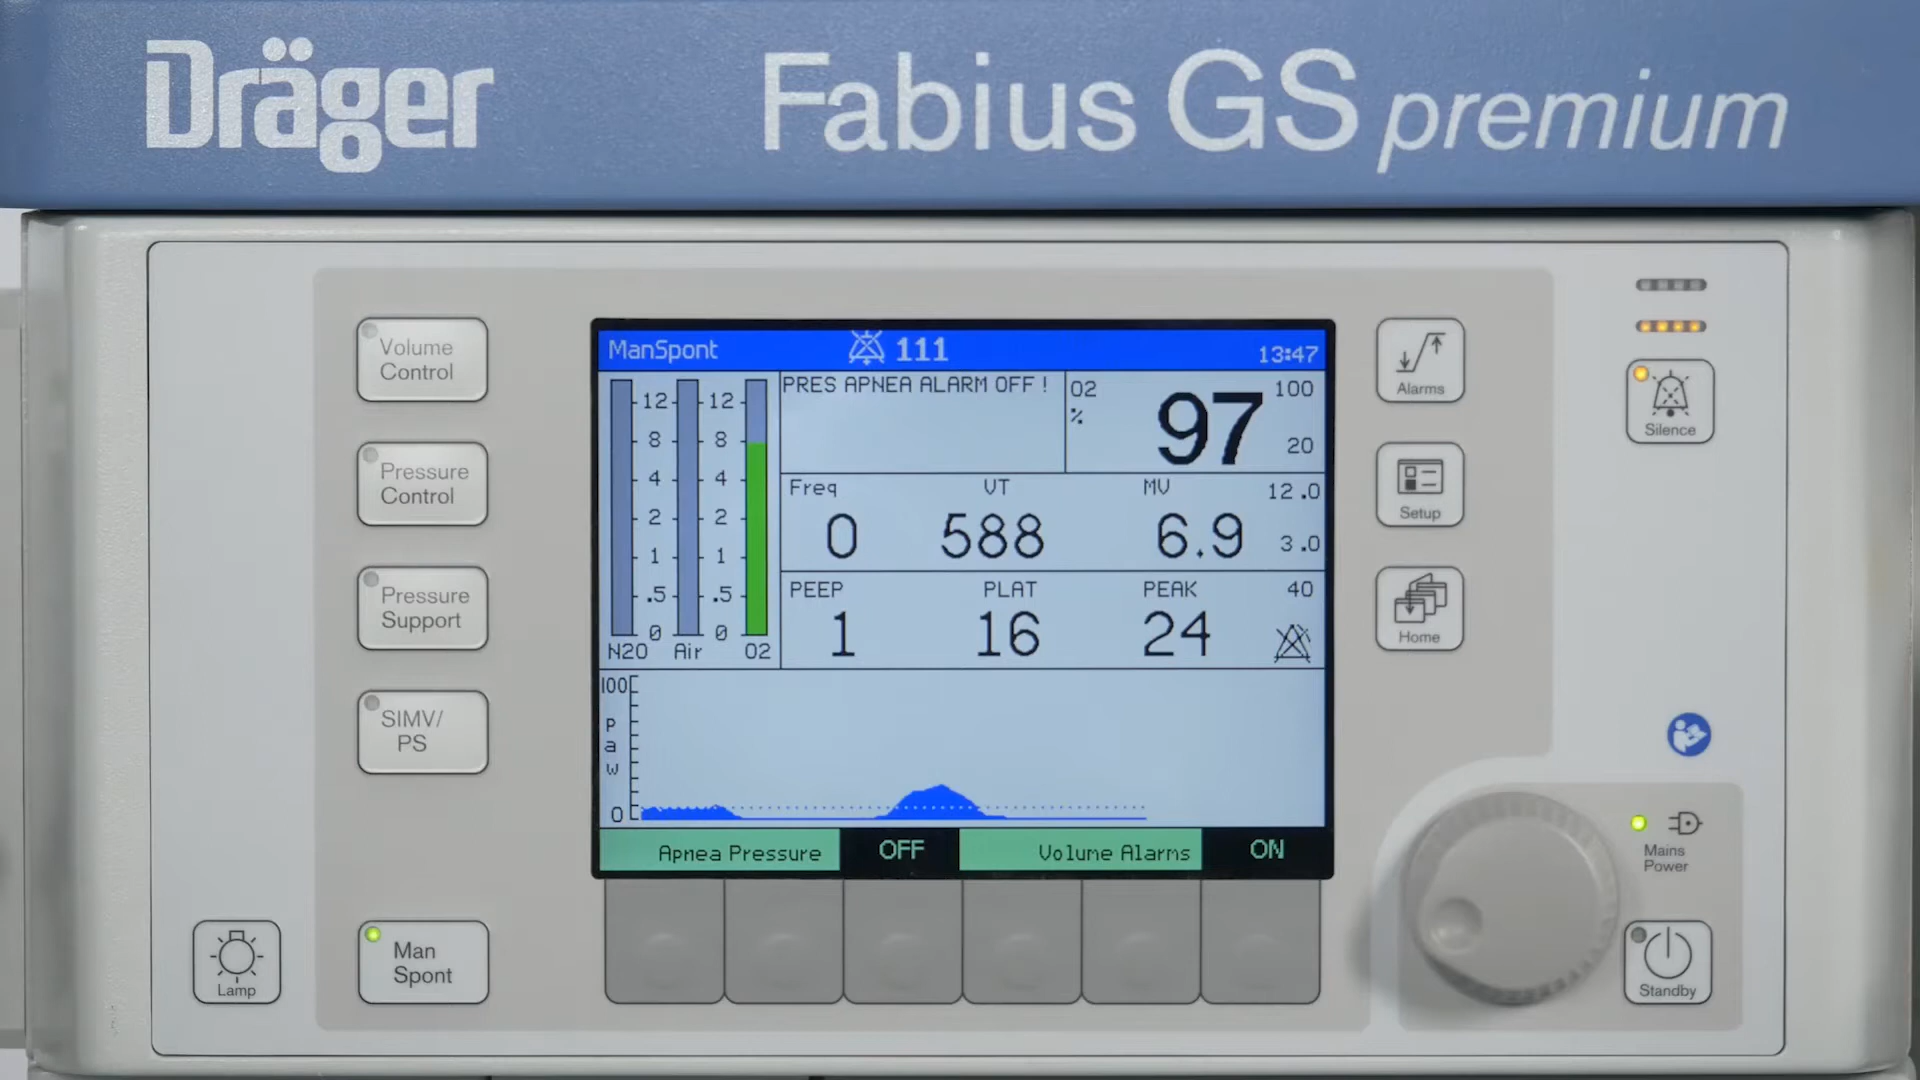 Dräger
Fabius GS premium
Volume
Control
Pressure
Control
Pressure
Support
SIMV/
PS
Man
Spont
Lamp
ManSpont 111 13:47
PRES APNEA ALARM OFF !
O2 % 97 100 20
12 8 4 2 1 .5 0
12 8 4 2 1 .5 0
N2O Air O2
Freq VT MV 12.0
0 588 6.9 3.0
PEEP PLAT PEAK 40
1 16 24
100
Paw
0
Apnea Pressure OFF Volume Alarms ON
Alarms
Setup
Home
Silence
Mains
Power
Standby